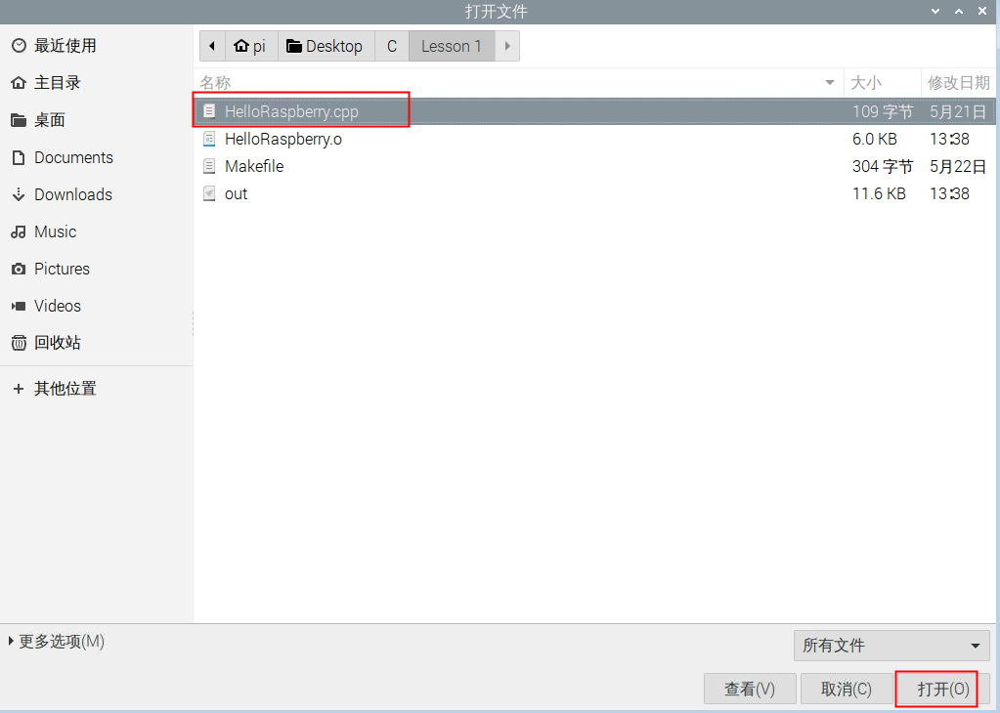 打开文件
最近使用
主目录
桌面
Documents
Downloads
Music
Pictures
Videos
回收站
其他位置
pi Desktop C Lesson 1
名称 大小 修改日期
HelloRaspberry.cpp 109 字节 5月21日
HelloRaspberry.o 6.0 KB 13:38
Makefile 304 字节 5月22日
out 11.6 KB 13:38
更多选项(M)
所有文件
查看(V) 取消(C) 打开(O)